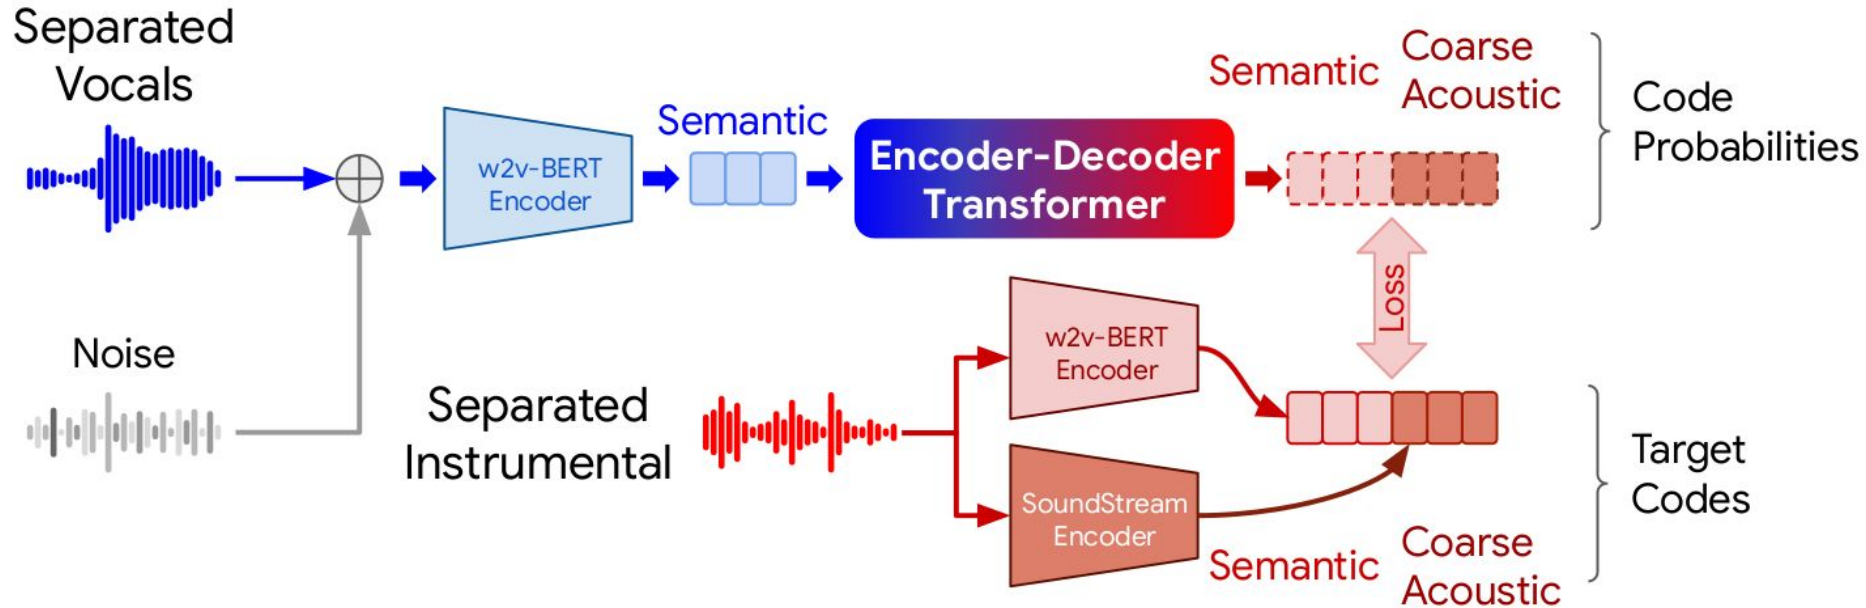 Separated
Vocals
Semantic
w2v-BERT
Encoder
Encoder-Decoder
Transformer
Semantic
Coarse
Acoustic
Code
Probabilities
Loss
Noise
Separated
Instrumental
w2v-BERT
Encoder
SoundStream
Encoder
Semantic
Coarse
Acoustic
Target
Codes